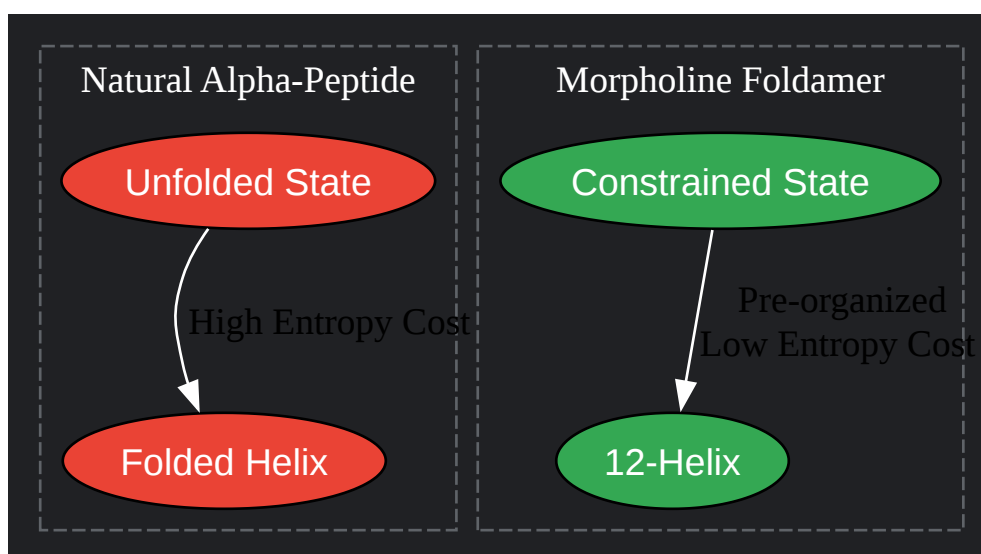 Natural Alpha-Peptide
Unfolded State
High Entropy Cost
Folded Helix
Morpholine Foldamer
Constrained State
Pre-organized
Low Entropy Cost
12-Helix